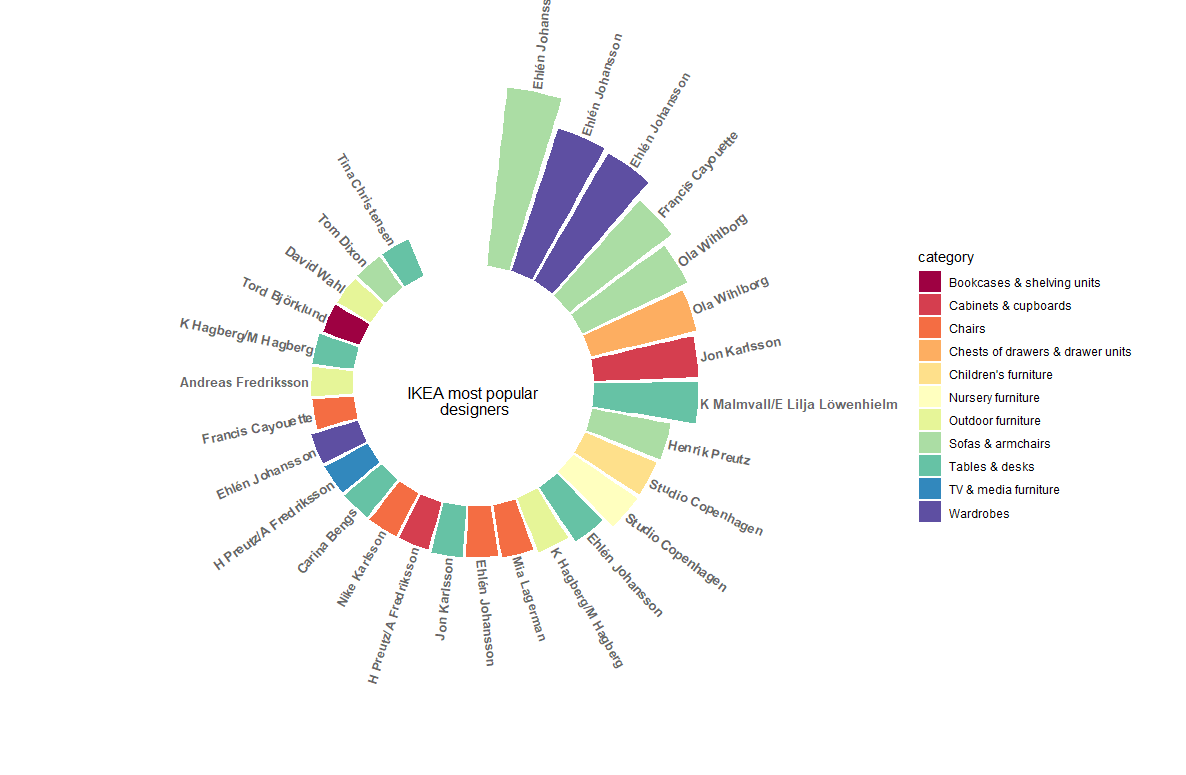 Ehlén Johanss
Ehlén Johansson
Ehlén Johansson
Francis Cayouette
Ola Wihlborg
Ola Wihlborg
Jon Karlsson
K Malmvall/E Lilja Löwenhielm
Henrik Preutz
Studio Copenhagen
Studio Copenhagen
Ehlén Johansson
K Hagberg/M Hagberg
Mia Lagerman
Ehlén Johansson
Jon Karlsson
H Preutz/A Fredriksson
Nike Karlsson
Carina Bengs
H Preutz/A Fredriksson
Ehlén Johansson
Francis Cayouette
Andreas Fredriksson
K Hagberg/M Hagberg
Tord Björklund
David Wahl
Tom Dixon
Tina Christensen
IKEA most popular
designers
category
Bookcases & shelving units
Cabinets & cupboards
Chairs
Chests of drawers & drawer units
Children's furniture
Nursery furniture
Outdoor furniture
Sofas & armchairs
Tables & desks
TV & media furniture
Wardrobes